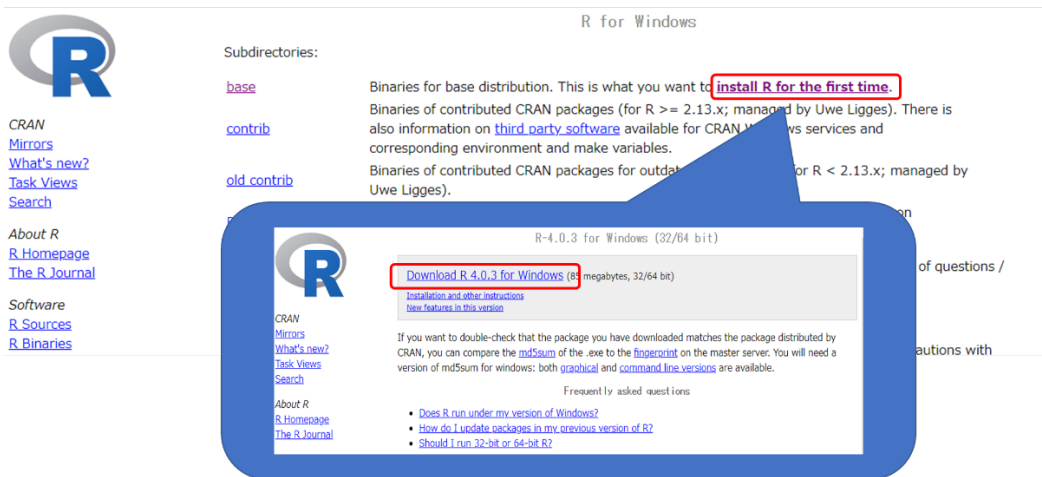 R for Windows
R
Subdirectories:
base
Binaries for base distribution. This is what you want to install R for the first time.
contrib
Binaries of contributed CRAN packages (for R >= 2.13.x; managed by Uwe Ligges). There is
also information on third party software available for CRAN Windows services and
corresponding environment and make variables.
old contrib
Binaries of contributed CRAN packages for outdat or R < 2.13.x; managed by
Uwe Ligges).
on
of questions /
autions with
CRAN
Mirrors
What's new?
Task Views
Search
About R
R Homepage
The R Journal
Software
R Sources
R Binaries
R-4.0.3 for Windows (32/64 bit)
R
Download R 4.0.3 for Windows (85 megabytes, 32/64 bit)
Installation and other instructions
New features in this version
If you want to double-check that the package you have downloaded matches the package distributed by
CRAN, you can compare the md5sum of the .exe to the fingerprint on the master server. You will need a
version of md5sum for windows: both graphical and command line versions are available.
Frequently asked questions
Does R run under my version of Windows?
How do I update packages in my previous version of R?
Should I run 32-bit or 64-bit R?
CRAN
Mirrors
What's new?
Task Views
Search
About R
R Homepage
The R Journal